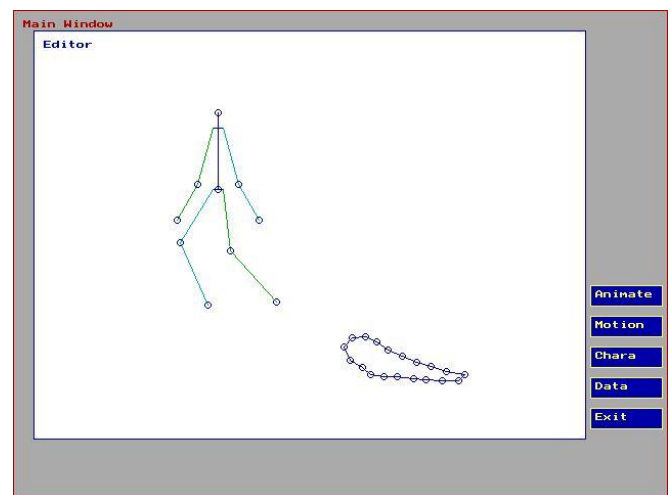 Main Window
Editor
Animate
Motion
Chara
Data
Exit